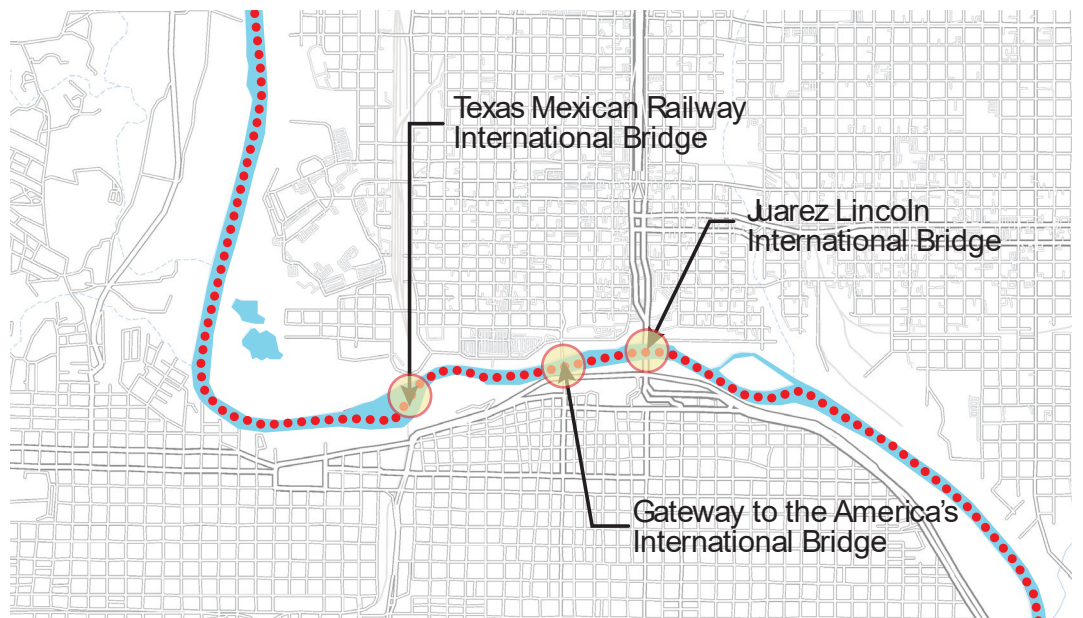 Texas Mexican Railway
International Bridge
Juarez Lincoln
International Bridge
Gateway to the America's
International Bridge